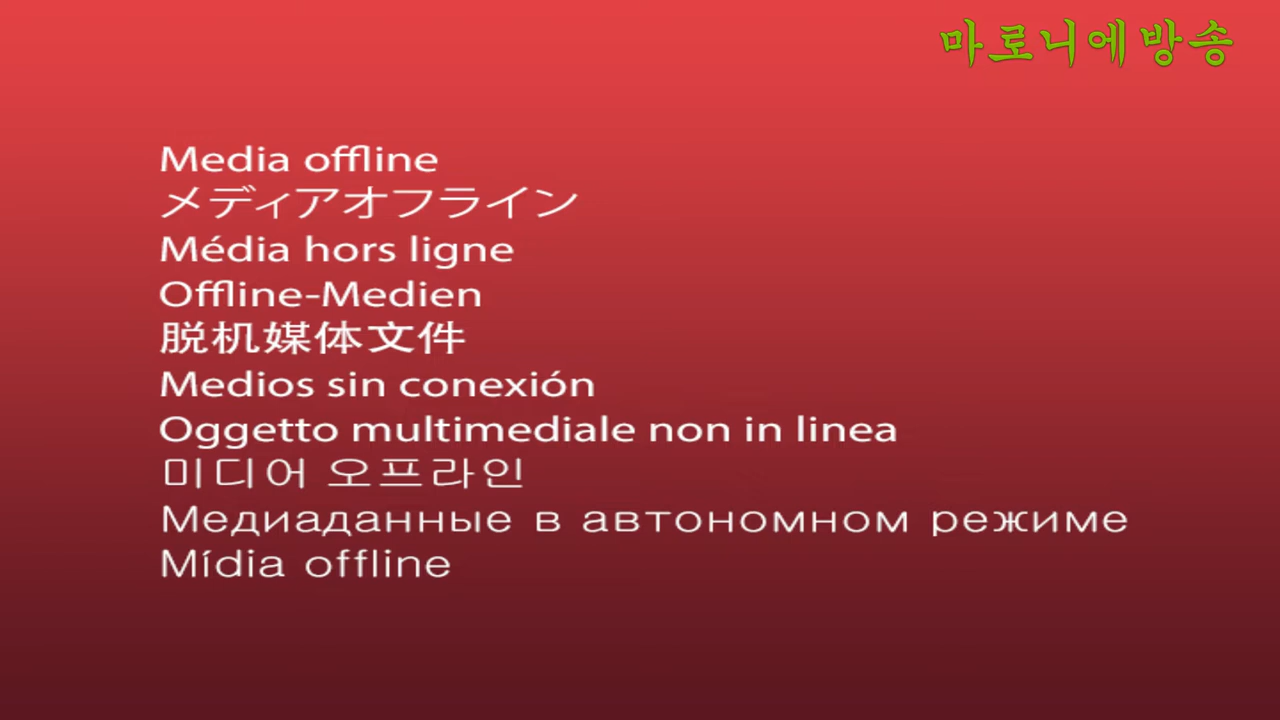 마로니에방송
Media offline
メディアオフライン
Média hors ligne
Offline-Medien
脱机媒体文件
Medios sin conexión
Oggetto multimediale non in linea
미디어 오프라인
Медиаданные в автономном режиме
Mídia offline